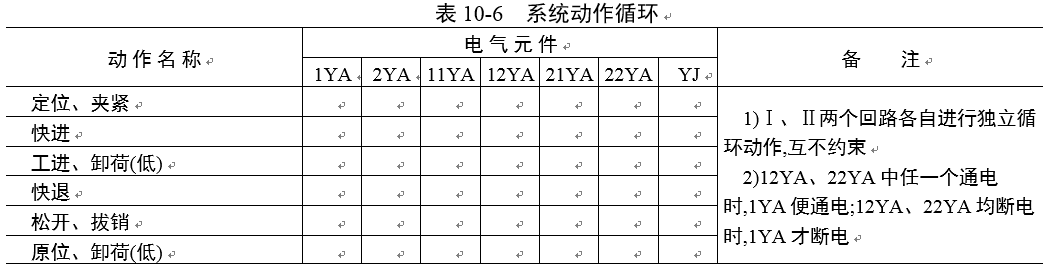 表 10-6 系统动作循环
动 作 名 称 电 气 元 件 备 注
1YA 2YA 11YA 12YA 21YA 22YA YJ
定位、夹紧
快进
工进、卸荷(低)
快退
松开、拔销
原位、卸荷(低)
1)Ⅰ、Ⅱ两个回路各自进行独立循
环动作,互不约束
2)12YA、22YA 中任一个通电
时,1YA 便通电;12YA、22YA 均断电
时,1YA 才断电